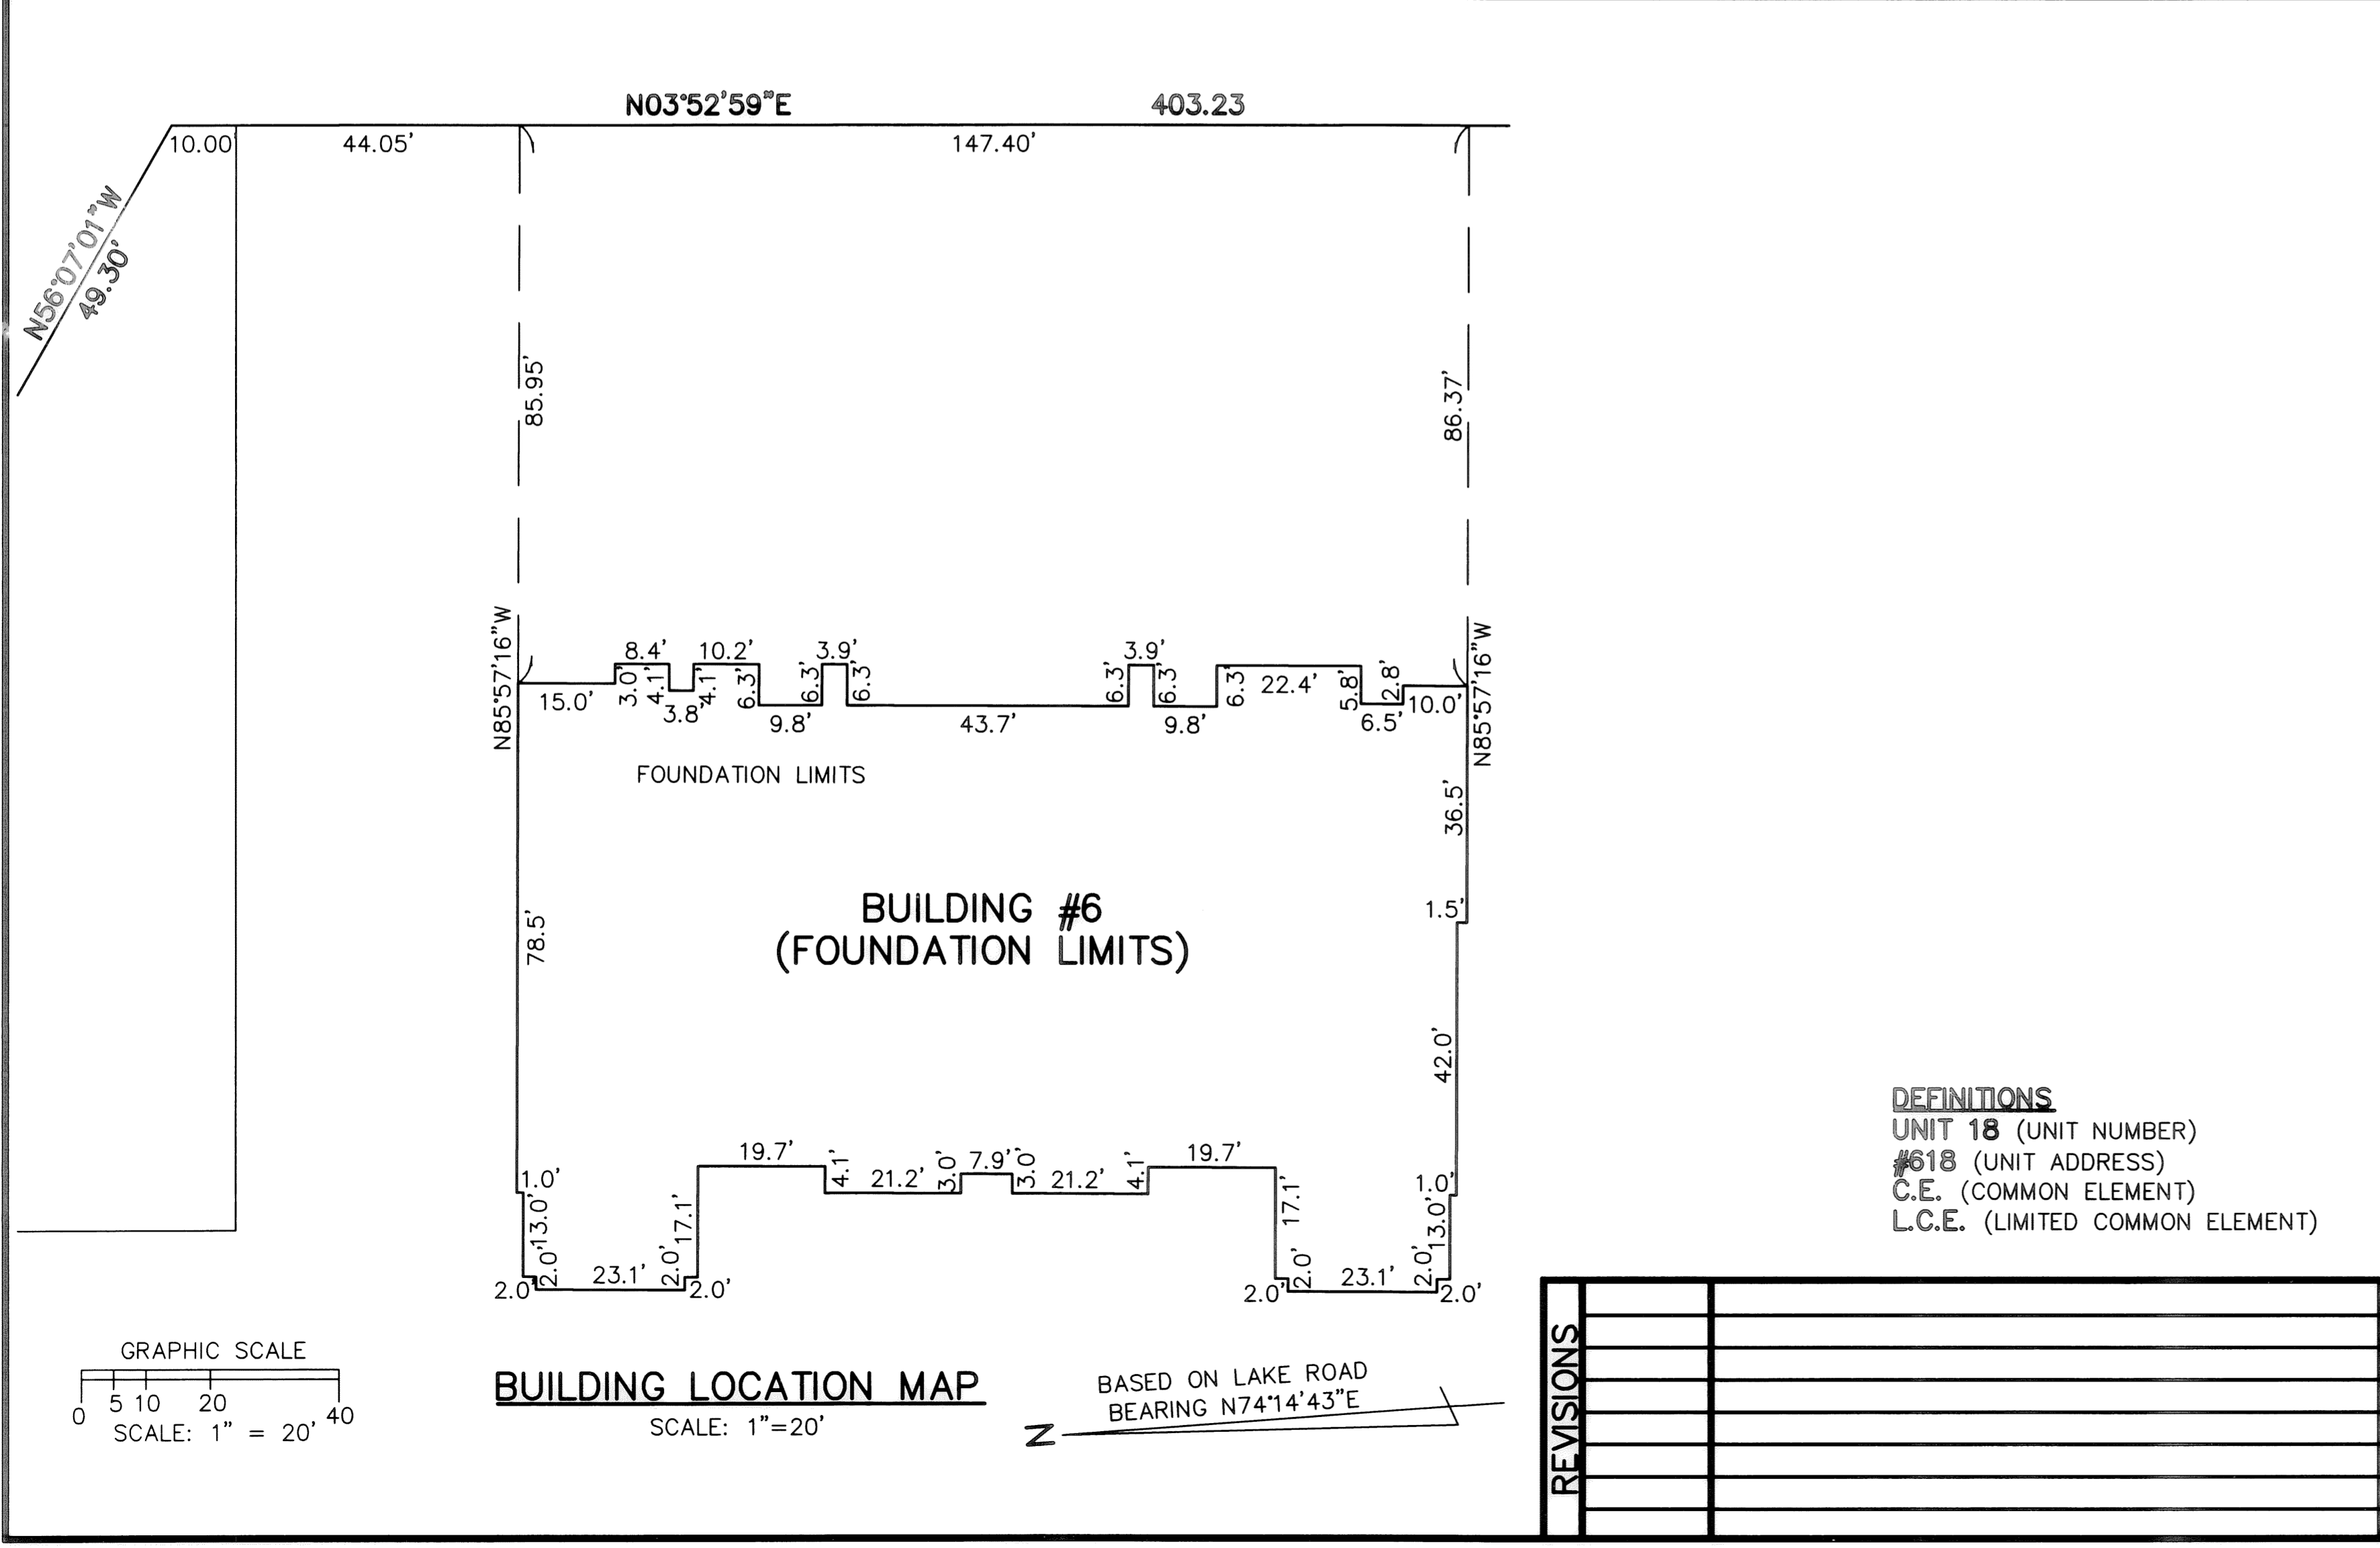 N03°52'59"E 403.23
10.00 44.05' 147.40'
N56°07'01"W
49.30'
85.95' 86.37'
N85°57'16"W N85°57'16"W
8.4' 10.2' 3.9' 3.9'
3.0' 4.1' 4.1' 6.3' 6.3' 6.3' 6.3' 6.3' 6.3' 22.4' 5.8' 2.8'
15.0' 3.8' 9.8' 43.7' 9.8' 6.5' 10.0'
FOUNDATION LIMITS
36.5'
1.5'
BUILDING #6
(FOUNDATION LIMITS)
78.5'
42.0'
19.7' 4.1' 21.2' 3.0' 7.9' 3.0' 21.2' 4.1' 19.7'
1.0' 1.0'
13.0' 17.1' 17.1' 13.0'
2.0' 2.0' 23.1' 2.0' 2.0' 2.0' 2.0' 23.1' 2.0' 2.0'
DEFINITIONS
UNIT 18 (UNIT NUMBER)
#618 (UNIT ADDRESS)
C.E. (COMMON ELEMENT)
L.C.E. (LIMITED COMMON ELEMENT)
GRAPHIC SCALE
0 5 10 20 40
SCALE: 1" = 20'
BUILDING LOCATION MAP
SCALE: 1"=20'
BASED ON LAKE ROAD
BEARING N74°14'43"E
N
REVISIONS